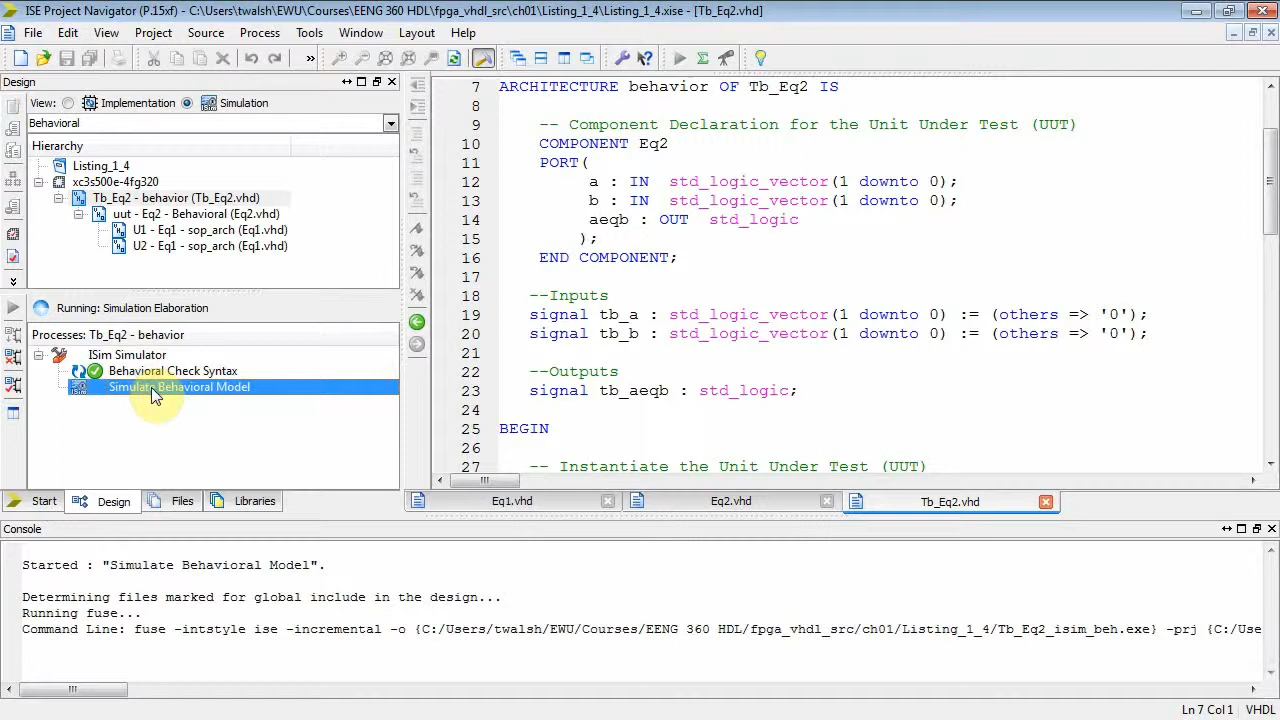 ISE Project Navigator (P.15xf) - C:\Users\twalsh\EWU\Courses\EENG 360 HDL\fpga_vhdl_src\ch01\Listing_1_4\Listing_1_4.xise - [Tb_Eq2.vhd]
File Edit View Project Source Process Tools Window Layout Help
Design
View: Implementation Simulation
Behavioral
Hierarchy
Listing_1_4
Tb_Eq2 - Behavior (Tb_Eq2.vhd)
uut - Eq2 - Behavioral (Eq2.vhd)
U1 - Eq1 - sop_arch (Eq1.vhd)
U2 - Eq1 - sop_arch (Eq1.vhd)
Running: Simulation Elaboration
Processes: Tb_Eq2 - behavior
ISim Simulator
Behavioral Check Syntax
Simulate Behavioral Model
Start Design Files Libraries
7 ARCHITECTURE behavior OF Tb_Eq2 IS
8
9 -- Component Declaration for the Unit Under Test (UUT)
10 COMPONENT Eq2
11 PORT(
12 a : IN std_logic_vector(1 downto 0);
13 b : IN std_logic_vector(1 downto 0);
14 aeqb : OUT std_logic
15 );
16 END COMPONENT;
17
18 --Inputs
19 signal tb_a : std_logic_vector(1 downto 0) := (others => '0');
20 signal tb_b : std_logic_vector(1 downto 0) := (others => '0');
21
22 --Outputs
23 signal tb_aeqb : std_logic;
24
25 BEGIN
26
27 -- Instantiate the Unit Under Test (UUT)
Eq1.vhd Eq2.vhd Tb_Eq2.vhd
Console
Started : "Simulate Behavioral Model".
Determining files marked for global include in the design...
Running fuse...
Command Line: fuse -intstyle ise -incremental -o {C:/Users/twalsh/EWU/Courses/EENG 360 HDL/fpga_vhdl_src/ch01/Listing_1_4/Tb_Eq2_isim_beh.exe} -prj {C:/Use
Ln 7 Col 1 VHDL